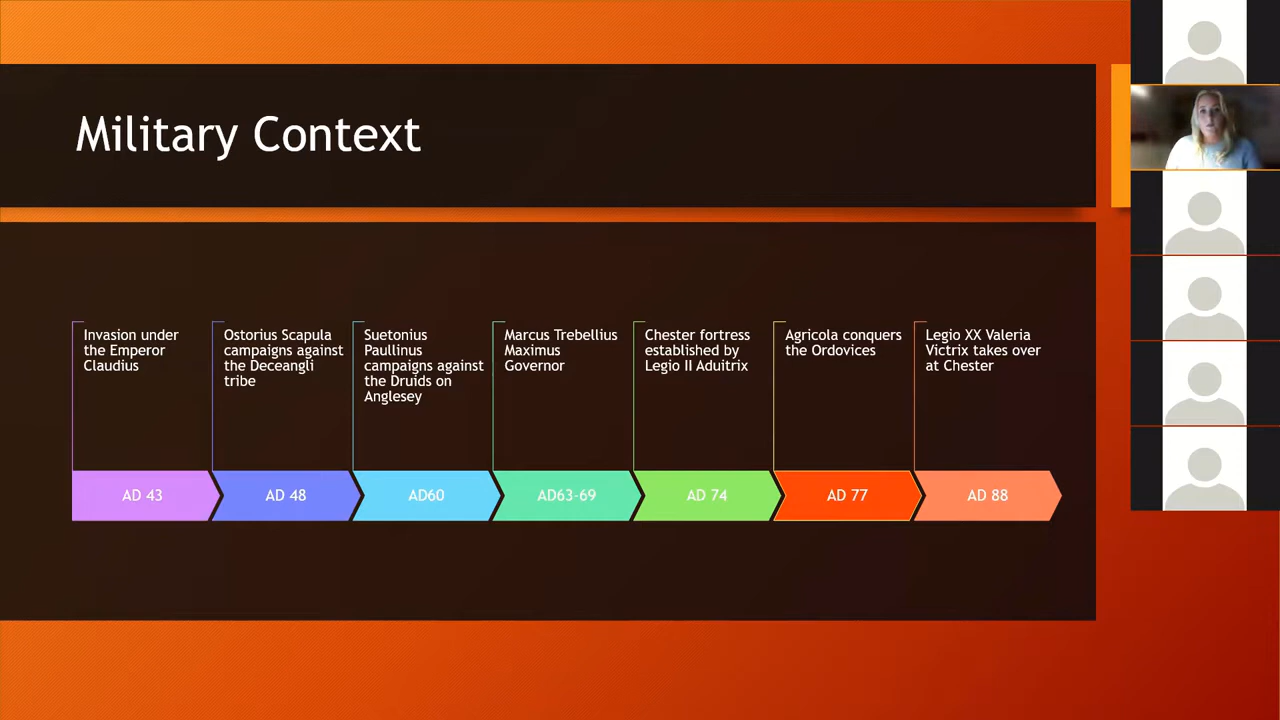 Military Context
Invasion under
the Emperor
Claudius
Ostorius Scapula
campaigns against
the Deceangli
tribe
Suetonius
Paullinus
campaigns against
the Druids on
Anglesey
Marcus Trebellius
Maximus
Governor
Chester fortress
established by
Legio II Aduitrix
Agricola conquers
the Ordovices
Legio XX Valeria
Victrix takes over
at Chester
AD 43
AD 48
AD60
AD63-69
AD 74
AD 77
AD 88